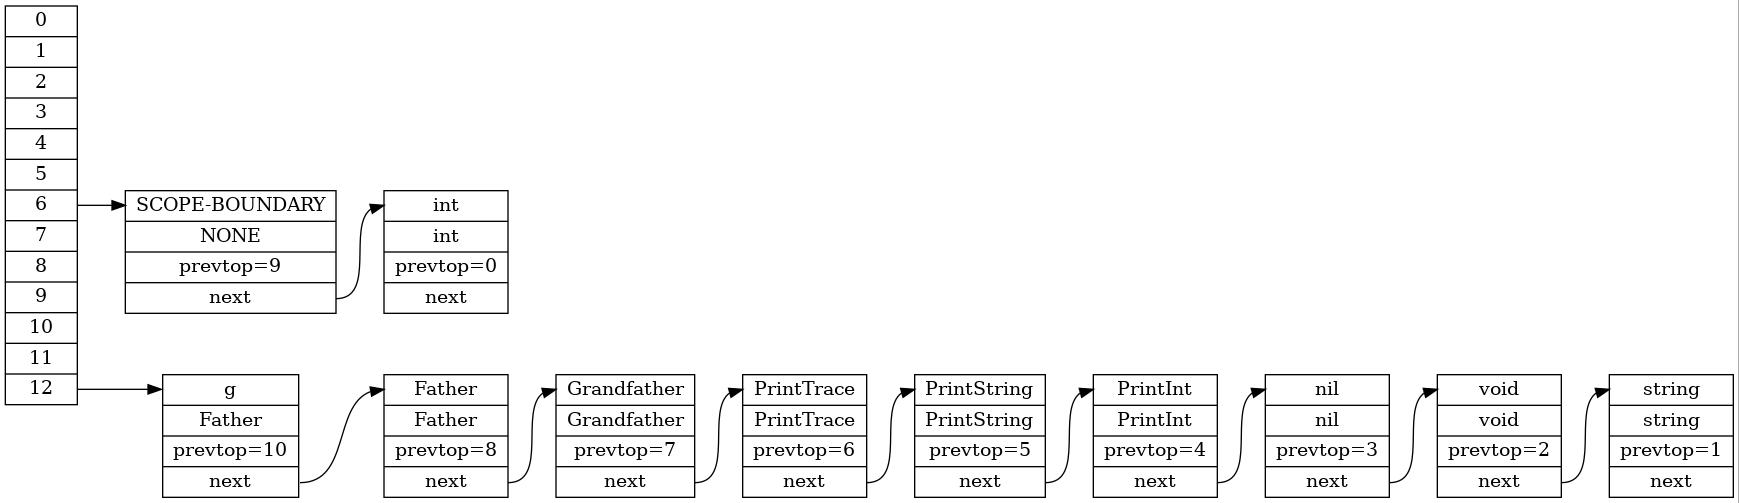 0
1
2
3
4
5
6
7
8
9
10
11
12
SCOPE-BOUNDARY
NONE
prevtop=9
next
int
int
prevtop=0
next
g
Father
prevtop=10
next
Father
Father
prevtop=8
next
Grandfather
Grandfather
prevtop=7
next
PrintTrace
PrintTrace
prevtop=6
next
PrintString
PrintString
prevtop=5
next
PrintInt
PrintInt
prevtop=4
next
nil
nil
prevtop=3
next
void
void
prevtop=2
next
string
string
prevtop=1
next